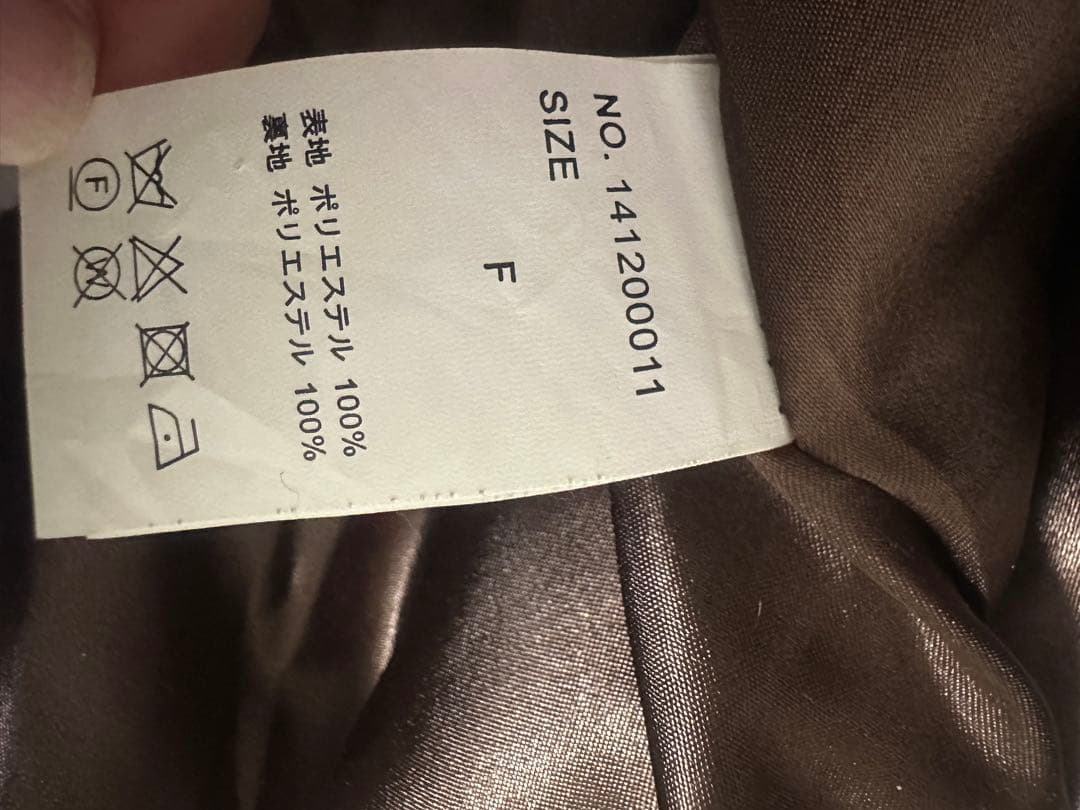 NO. 141200011
SIZE
F
表地 ポリエステル 100%
裏地 ポリエステル 100%
F
W